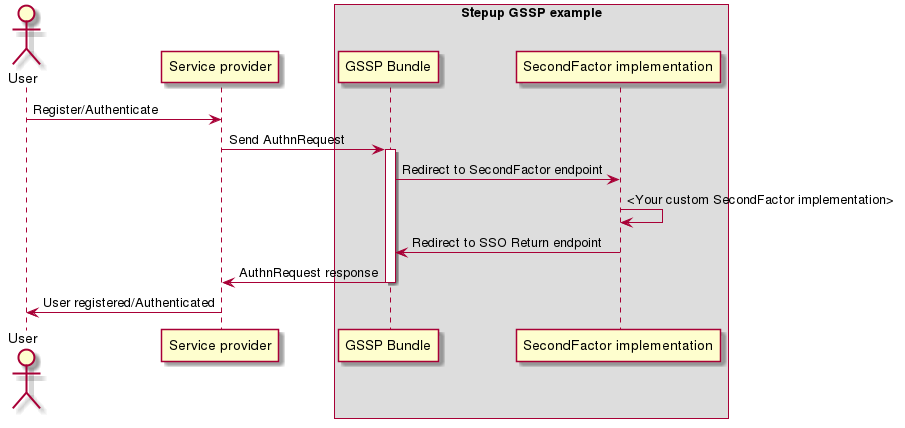 Stepup GSSP example
User
Service provider
GSSP Bundle
SecondFactor implementation
Register/Authenticate
Send AuthnRequest
Redirect to SecondFactor endpoint
<Your custom SecondFactor implementation>
Redirect to SSO Return endpoint
AuthnRequest response
User registered/Authenticated
User
Service provider
GSSP Bundle
SecondFactor implementation